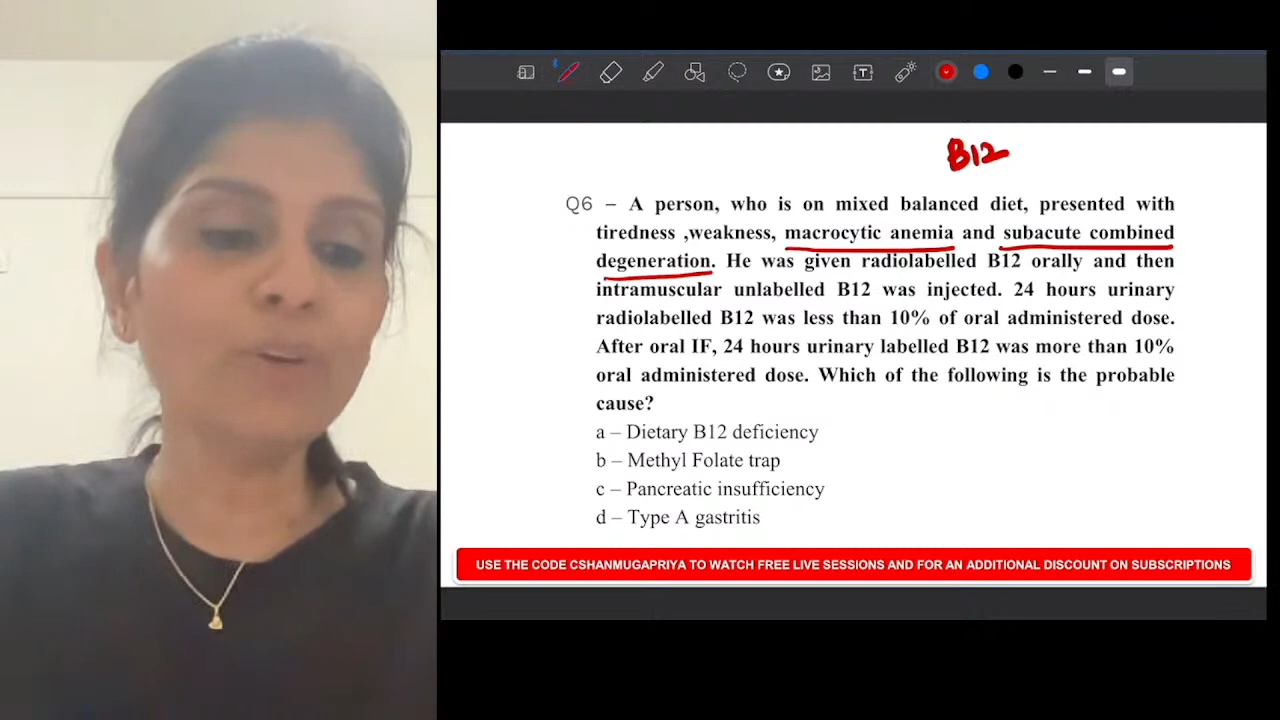 B12
Q6 – A person, who is on mixed balanced diet, presented with
tiredness ,weakness, macrocytic anemia and subacute combined
degeneration. He was given radiolabelled B12 orally and then
intramuscular unlabelled B12 was injected. 24 hours urinary
radiolabelled B12 was less than 10% of oral administered dose.
After oral IF, 24 hours urinary labelled B12 was more than 10%
oral administered dose. Which of the following is the probable
cause?
a – Dietary B12 deficiency
b – Methyl Folate trap
c – Pancreatic insufficiency
d – Type A gastritis
USE THE CODE CSHANMUGAPRIYA TO WATCH FREE LIVE SESSIONS AND FOR AN ADDITIONAL DISCOUNT ON SUBSCRIPTIONS